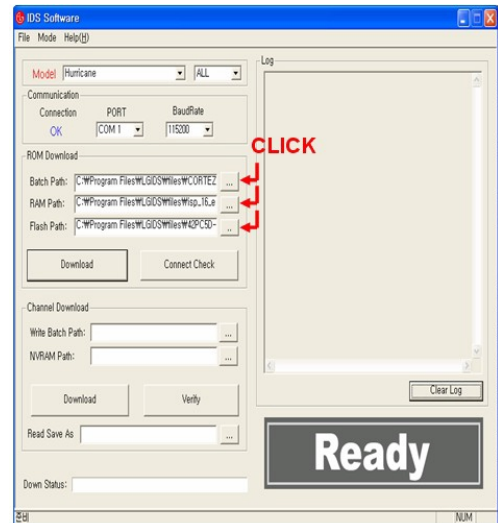 IDS Software
File Mode Help(H)
Model Hurricane ALL
Log
Communication
Connection PORT BaudRate
OK COM 1 115200
CLICK
ROM Download
Batch Path: C:₩Program Files₩LGIDS₩files₩CORTEZ ...
RAM Path: C:₩Program Files₩LGIDS₩files₩isp_16_e ...
Flash Path: C:₩Program Files₩LGIDS₩files₩42PC5D- ...
Download Connect Check
Channel Download
Write Batch Path: ...
NVRAM Path: ...
Clear Log
Download Verify
Read Save As ...
Ready
Down Status:
준비 NUM